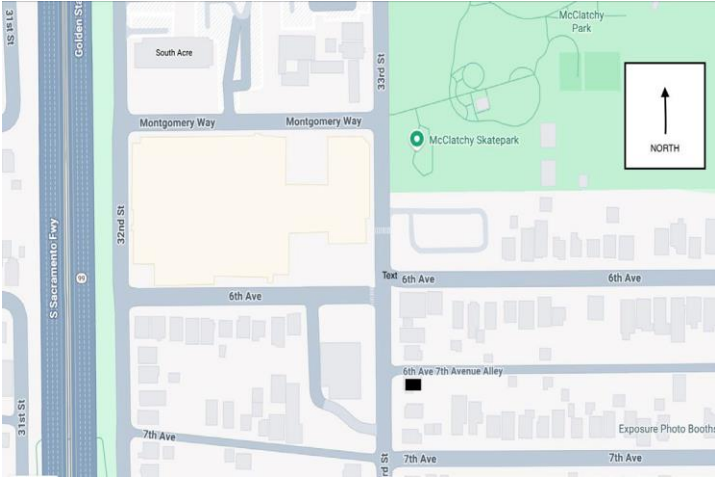 31st St
Golden Sta
South Acre
33rd St
McClatchy
Park
NORTH
Montgomery Way
Montgomery Way
McClatchy Skatepark
32nd St
S Sacramento Fwy
99
Text
6th Ave
6th Ave
6th Ave
6th Ave 7th Avenue Alley
31st St
7th Ave
Exposure Photo Booths
rd St
7th Ave
7th Ave